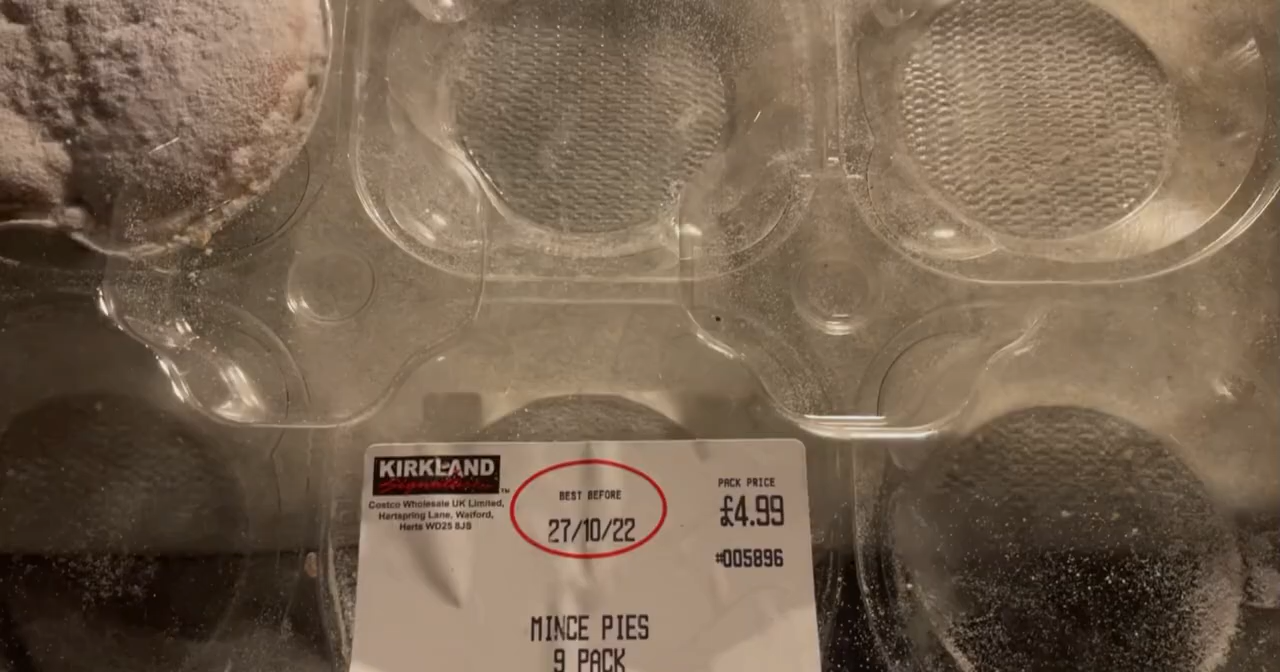 KIRKLAND
Signature
Costco Wholesale UK Limited,
Hartspring Lane, Watford,
Herts WD25 8JS
BEST BEFORE
27/10/22
PACK PRICE
£4.99
#005896
MINCE PIES
9 PACK